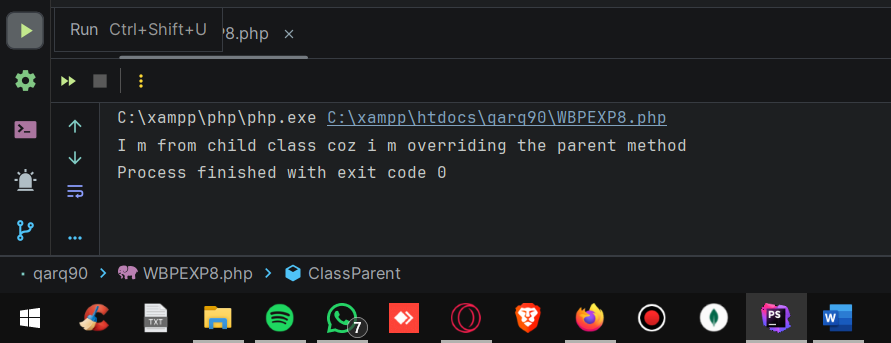 Run Ctrl+Shift+U
P8.php ×
C:\xampp\php\php.exe C:\xampp\htdocs\qarq90\WBPEXP8.php
I m from child class coz i m overriding the parent method
Process finished with exit code 0
qarq90 > WBPEXP8.php > ClassParent
TXT
7
PS
W